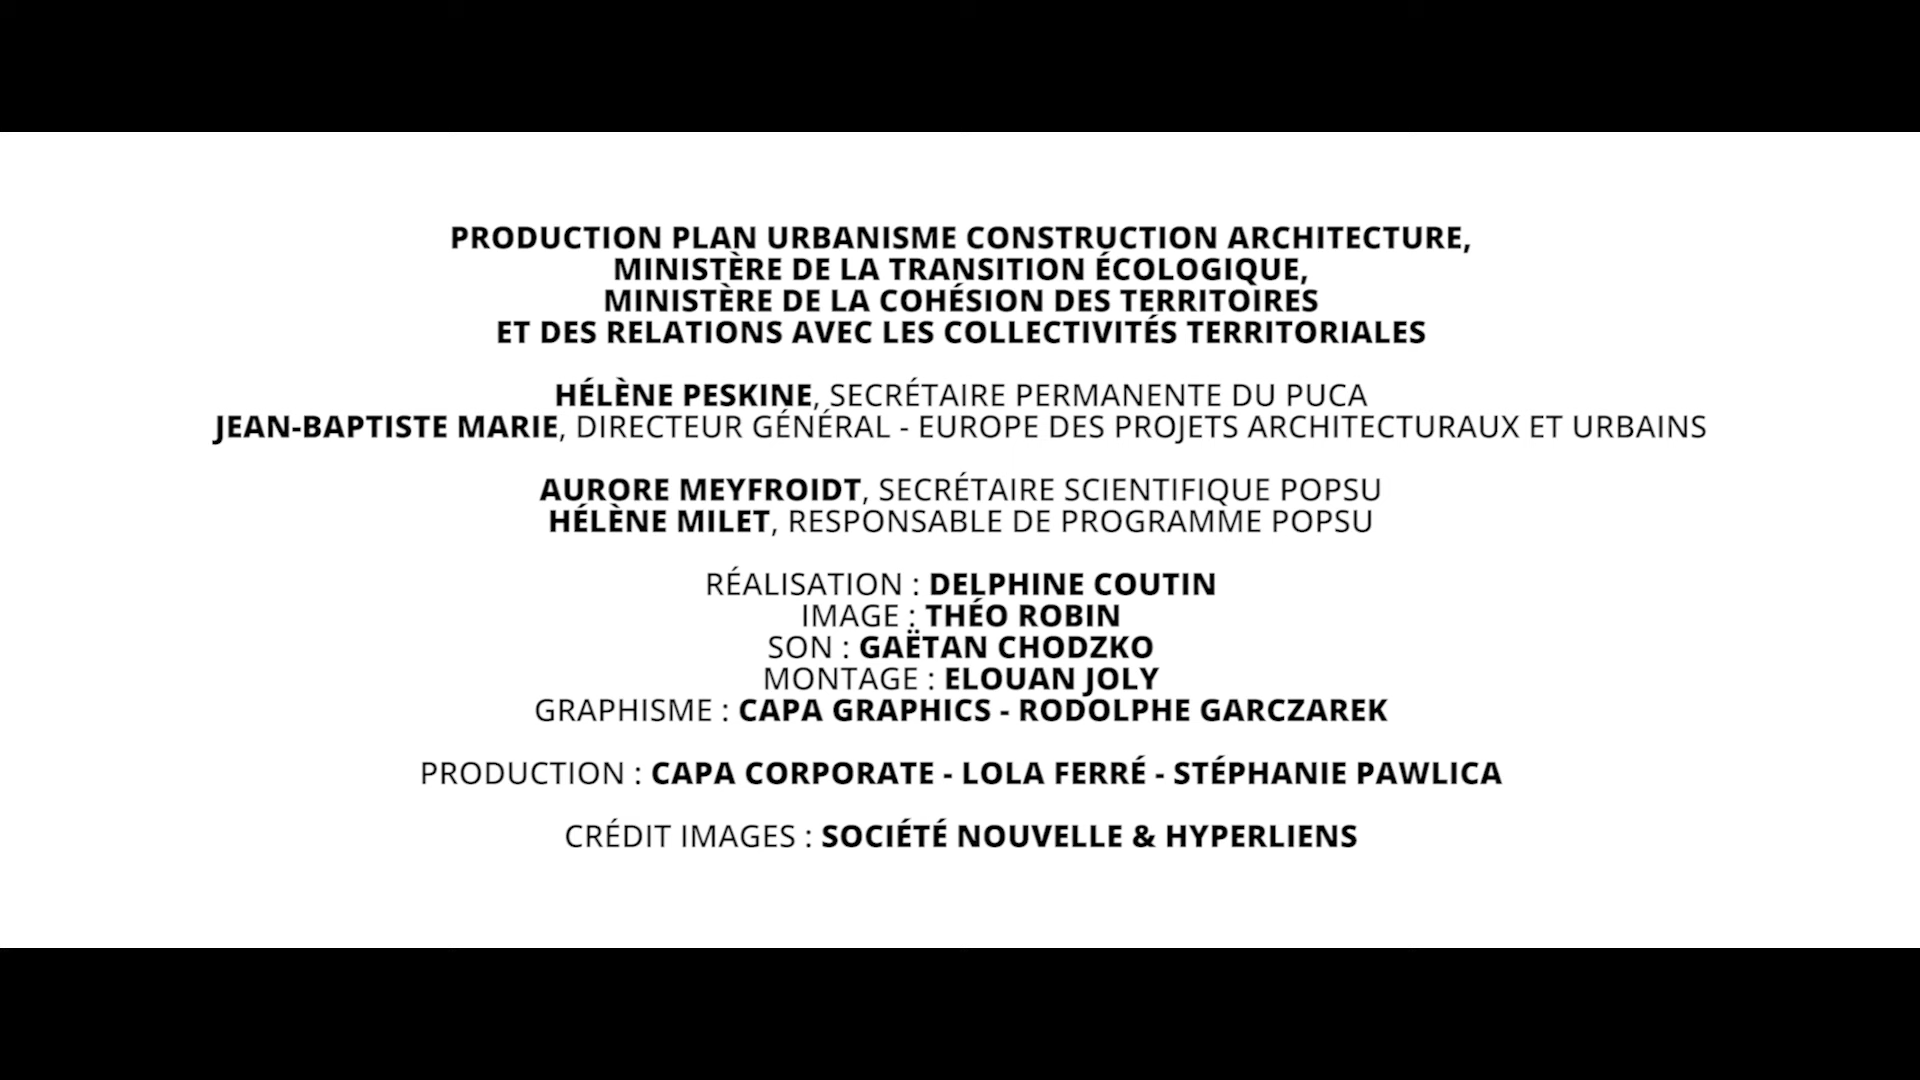 PRODUCTION PLAN URBANISME CONSTRUCTION ARCHITECTURE,
MINISTÈRE DE LA TRANSITION ÉCOLOGIQUE,
MINISTÈRE DE LA COHÉSION DES TERRITOIRES
ET DES RELATIONS AVEC LES COLLECTIVITÉS TERRITORIALES
HÉLÈNE PESKINE, SECRÉTAIRE PERMANENTE DU PUCA
JEAN-BAPTISTE MARIE, DIRECTEUR GÉNÉRAL - EUROPE DES PROJETS ARCHITECTURAUX ET URBAINS
AURORE MEYFROIDT, SECRÉTAIRE SCIENTIFIQUE POPSU
HÉLÈNE MILET, RESPONSABLE DE PROGRAMME POPSU
RÉALISATION : DELPHINE COUTIN
IMAGE : THÉO ROBIN
SON : GAËTAN CHODZKO
MONTAGE : ELOUAN JOLY
GRAPHISME : CAPA GRAPHICS - RODOLPHE GARCZAREK
PRODUCTION : CAPA CORPORATE - LOLA FERRÉ - STÉPHANIE PAWLICA
CRÉDIT IMAGES : SOCIÉTÉ NOUVELLE & HYPERLIENS